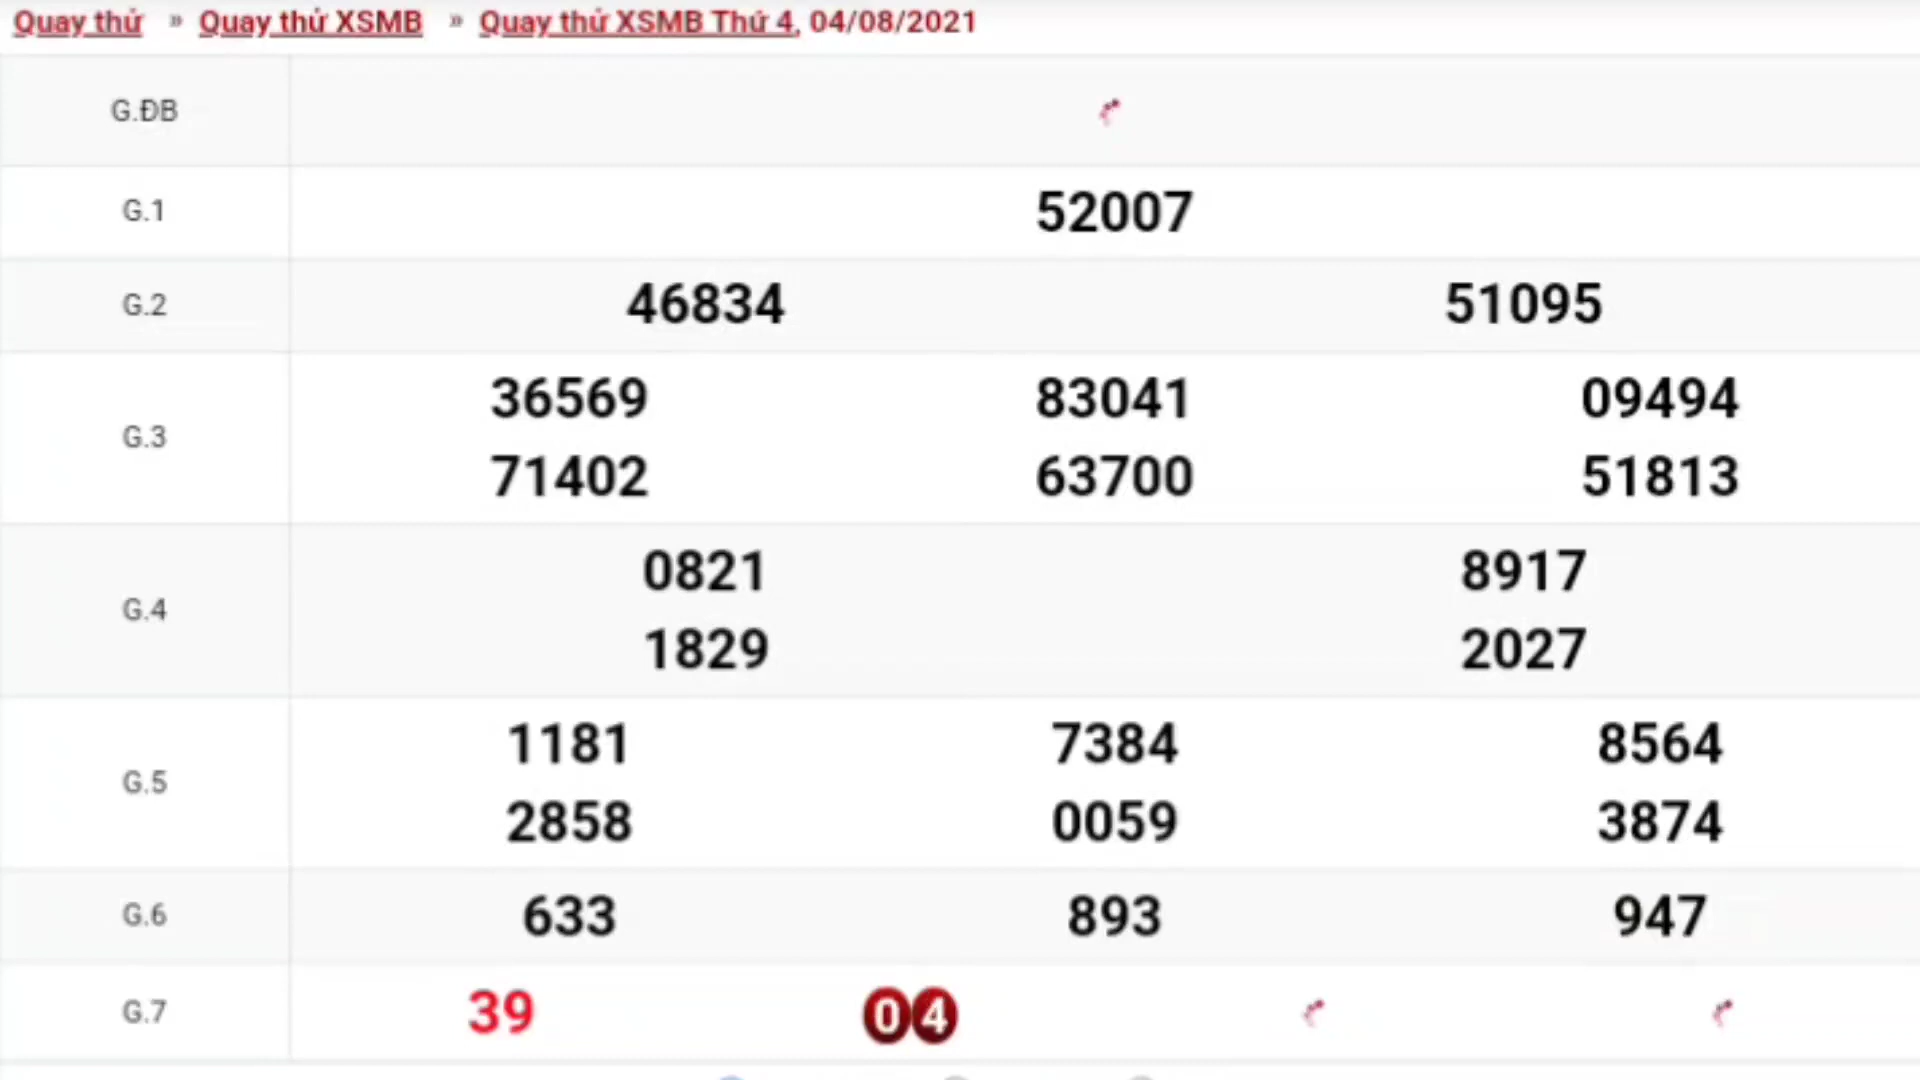 Quay thử » Quay thử XSMB » Quay thử XSMB Thứ 4, 04/08/2021
G.ĐB
G.1 52007
G.2 46834 51095
G.3 36569 83041 09494
71402 63700 51813
G.4 0821 8917
1829 2027
G.5 1181 7384 8564
2858 0059 3874
G.6 633 893 947
G.7 39 04